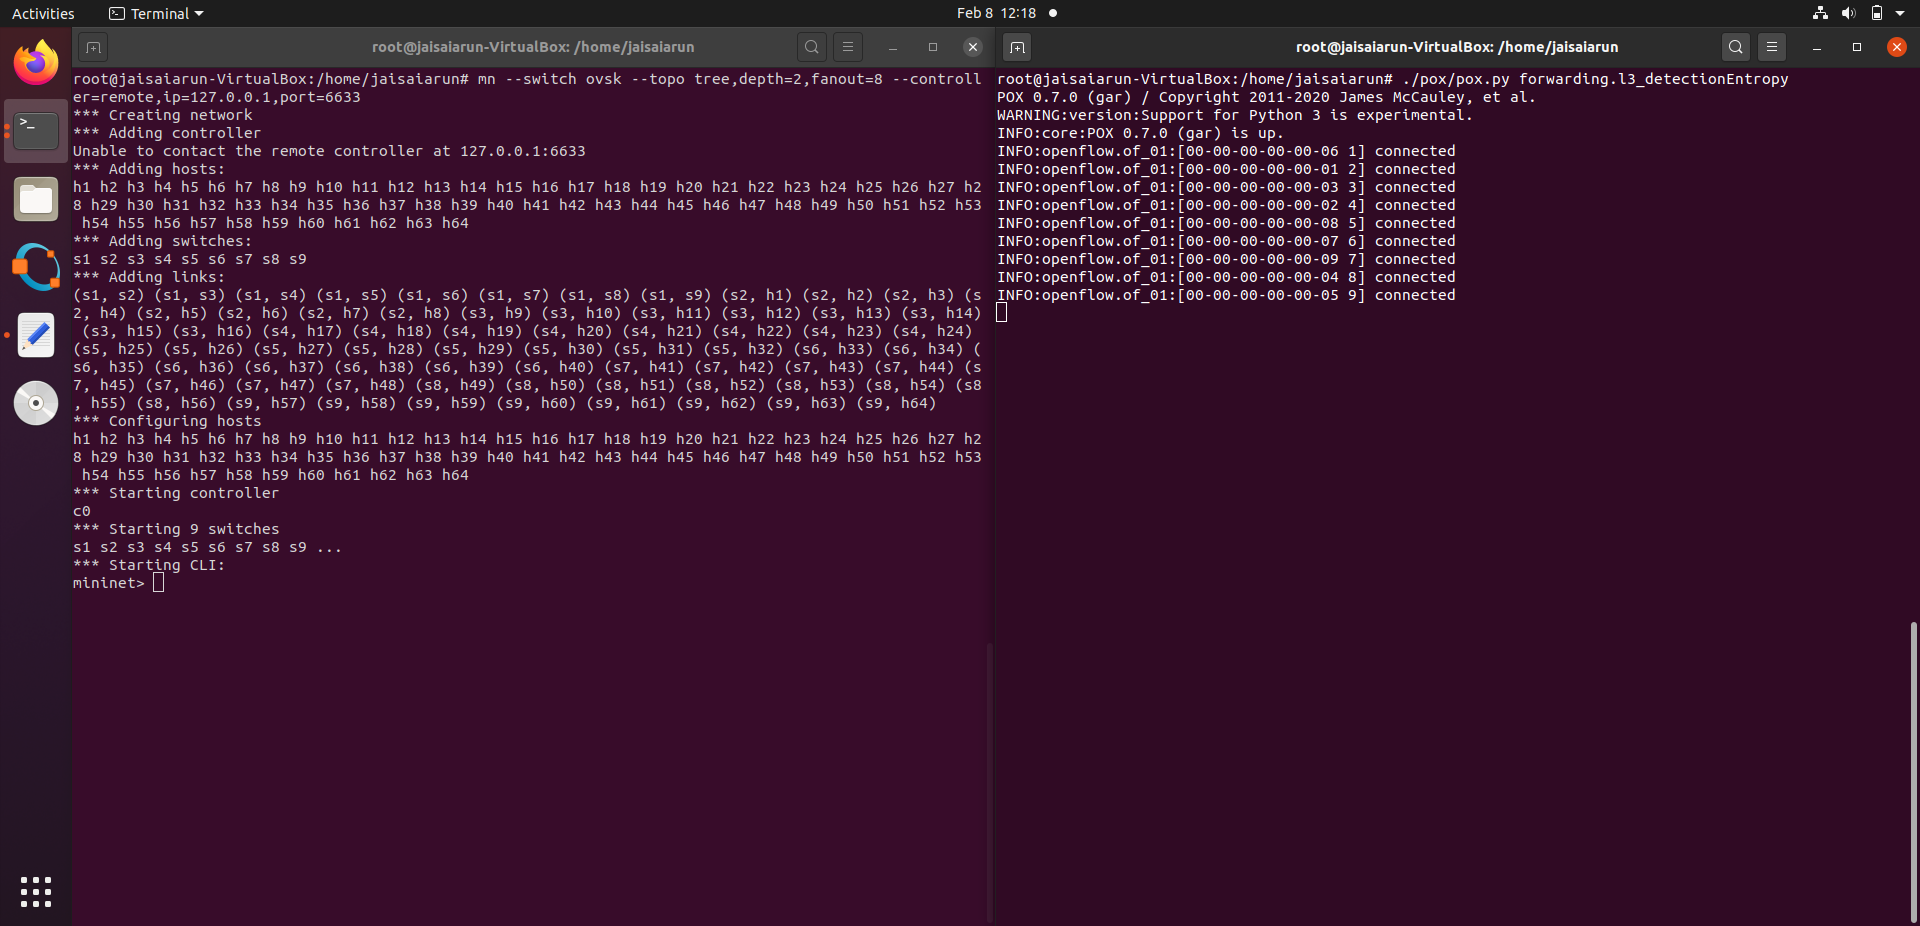 Activities
Terminal
Feb 8 12:18
root@jaisaiarun-VirtualBox: /home/jaisaiarun
root@jaisaiarun-VirtualBox:/home/jaisaiarun# mn --switch ovsk --topo tree,depth=2,fanout=8 --controll
er=remote,ip=127.0.0.1,port=6633
*** Creating network
*** Adding controller
Unable to contact the remote controller at 127.0.0.1:6633
*** Adding hosts:
h1 h2 h3 h4 h5 h6 h7 h8 h9 h10 h11 h12 h13 h14 h15 h16 h17 h18 h19 h20 h21 h22 h23 h24 h25 h26 h27 h2
8 h29 h30 h31 h32 h33 h34 h35 h36 h37 h38 h39 h40 h41 h42 h43 h44 h45 h46 h47 h48 h49 h50 h51 h52 h53
h54 h55 h56 h57 h58 h59 h60 h61 h62 h63 h64
*** Adding switches:
s1 s2 s3 s4 s5 s6 s7 s8 s9
*** Adding links:
(s1, s2) (s1, s3) (s1, s4) (s1, s5) (s1, s6) (s1, s7) (s1, s8) (s1, s9) (s2, h1) (s2, h2) (s2, h3) (s
2, h4) (s2, h5) (s2, h6) (s2, h7) (s2, h8) (s3, h9) (s3, h10) (s3, h11) (s3, h12) (s3, h13) (s3, h14)
(s3, h15) (s3, h16) (s4, h17) (s4, h18) (s4, h19) (s4, h20) (s4, h21) (s4, h22) (s4, h23) (s4, h24)
(s5, h25) (s5, h26) (s5, h27) (s5, h28) (s5, h29) (s5, h30) (s5, h31) (s5, h32) (s6, h33) (s6, h34) (
s6, h35) (s6, h36) (s6, h37) (s6, h38) (s6, h39) (s6, h40) (s7, h41) (s7, h42) (s7, h43) (s7, h44) (s
7, h45) (s7, h46) (s7, h47) (s7, h48) (s8, h49) (s8, h50) (s8, h51) (s8, h52) (s8, h53) (s8, h54) (s8
, h55) (s8, h56) (s9, h57) (s9, h58) (s9, h59) (s9, h60) (s9, h61) (s9, h62) (s9, h63) (s9, h64)
*** Configuring hosts
h1 h2 h3 h4 h5 h6 h7 h8 h9 h10 h11 h12 h13 h14 h15 h16 h17 h18 h19 h20 h21 h22 h23 h24 h25 h26 h27 h2
8 h29 h30 h31 h32 h33 h34 h35 h36 h37 h38 h39 h40 h41 h42 h43 h44 h45 h46 h47 h48 h49 h50 h51 h52 h53
h54 h55 h56 h57 h58 h59 h60 h61 h62 h63 h64
*** Starting controller
c0
*** Starting 9 switches
s1 s2 s3 s4 s5 s6 s7 s8 s9 ...
*** Starting CLI:
mininet>
root@jaisaiarun-VirtualBox: /home/jaisaiarun
root@jaisaiarun-VirtualBox:/home/jaisaiarun# ./pox/pox.py forwarding.l3_detectionEntropy
POX 0.7.0 (gar) / Copyright 2011-2020 James McCauley, et al.
WARNING:version:Support for Python 3 is experimental.
INFO:core:POX 0.7.0 (gar) is up.
INFO:openflow.of_01:[00-00-00-00-00-06 1] connected
INFO:openflow.of_01:[00-00-00-00-00-01 2] connected
INFO:openflow.of_01:[00-00-00-00-00-03 3] connected
INFO:openflow.of_01:[00-00-00-00-00-02 4] connected
INFO:openflow.of_01:[00-00-00-00-00-08 5] connected
INFO:openflow.of_01:[00-00-00-00-00-07 6] connected
INFO:openflow.of_01:[00-00-00-00-00-09 7] connected
INFO:openflow.of_01:[00-00-00-00-00-04 8] connected
INFO:openflow.of_01:[00-00-00-00-00-05 9] connected